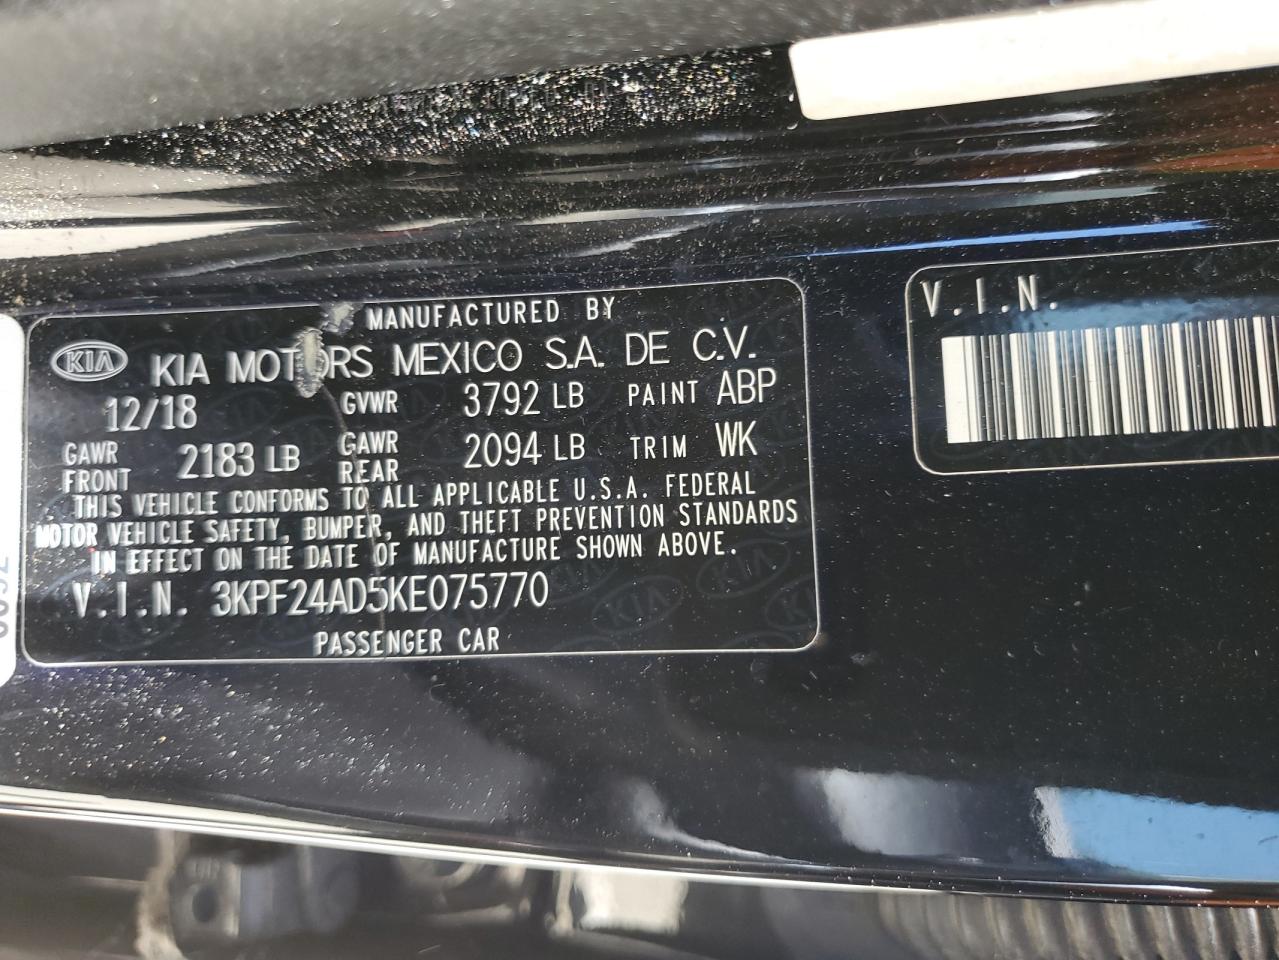 MANUFACTURED BY
KIA KIA MOTORS MEXICO S.A. DE C.V.
12/18 GVWR 3792 LB PAINT ABP
GAWR FRONT 2183 LB GAWR REAR 2094 LB TRIM WK
THIS VEHICLE CONFORMS TO ALL APPLICABLE U.S.A. FEDERAL
MOTOR VEHICLE SAFETY, BUMPER, AND THEFT PREVENTION STANDARDS
IN EFFECT ON THE DATE OF MANUFACTURE SHOWN ABOVE.
V.I.N. 3KPF24AD5KE075770
PASSENGER CAR
V.I.N.